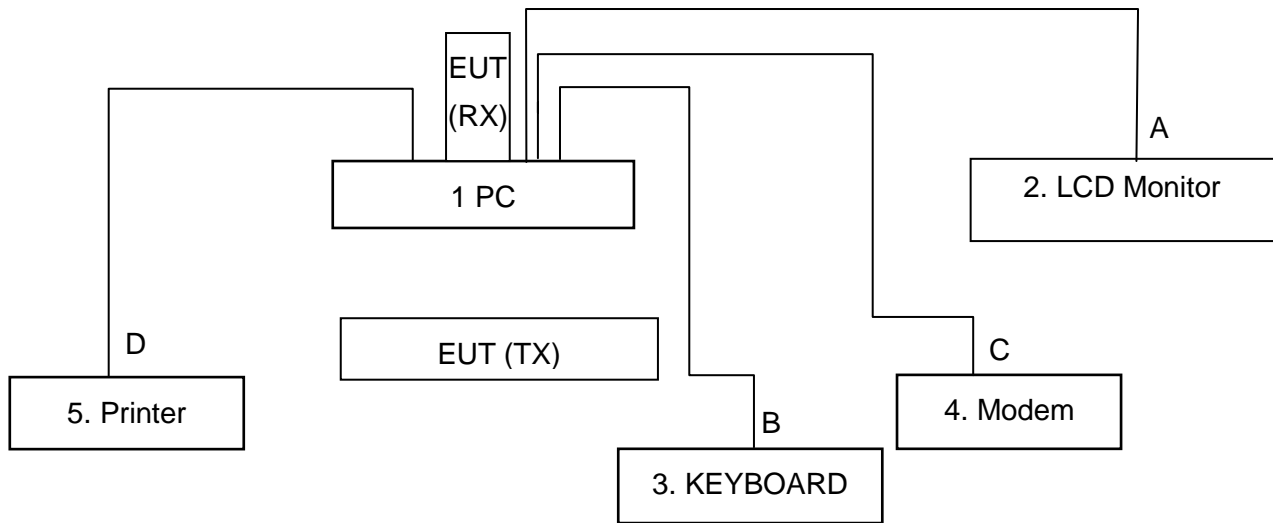 EUT
(RX)
A
1 PC
2. LCD Monitor
D
EUT (TX)
C
5. Printer
4. Modem
B
3. KEYBOARD